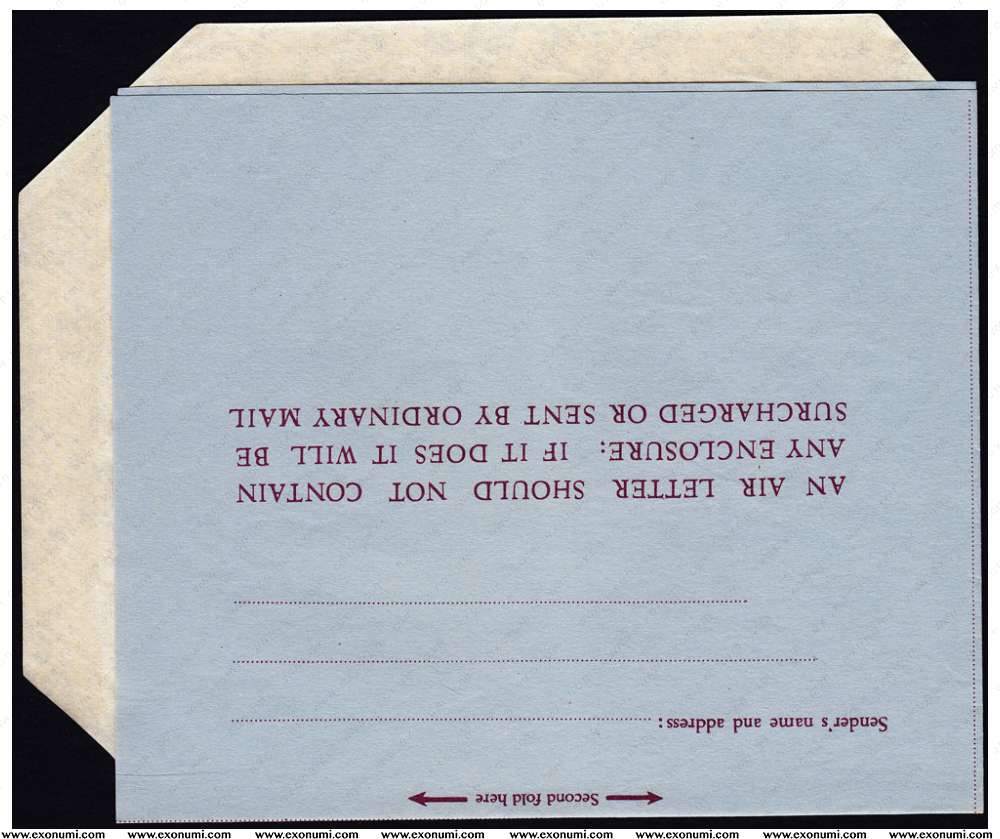 Second fold here
Sender's name and address:
AN AIR LETTER SHOULD NOT CONTAIN
ANY ENCLOSURE; IF IT DOES IT WILL BE
SURCHARGED OR SENT BY ORDINARY MAIL
www.exonumi.com www.exonumi.com www.exonumi.com www.exonumi.com www.exonumi.com www.exonumi.com www.exonumi.com www.exonumi.com